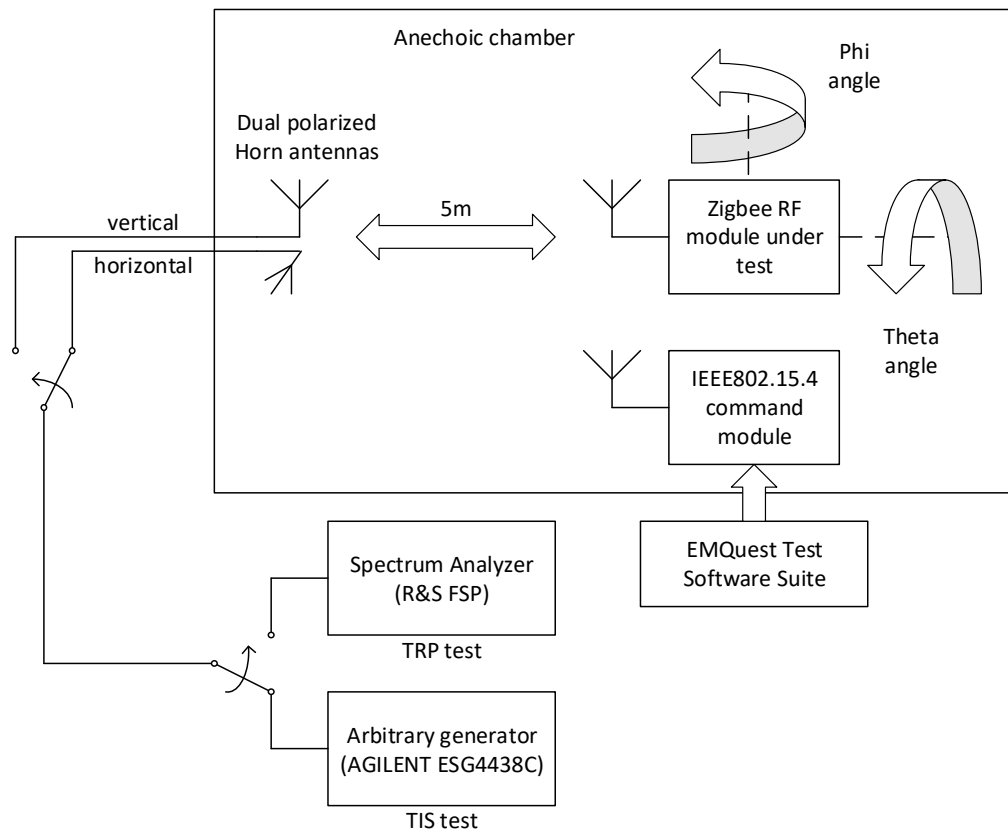 Anechoic chamber
Phi
angle
Dual polarized
Horn antennas
5m
Zigbee RF
module under
test
vertical
horizontal
Theta
angle
IEEE802.15.4
command
module
EMQuest Test
Software Suite
Spectrum Analyzer
(R&S FSP)
TRP test
Arbitrary generator
(AGILENT ESG4438C)
TIS test